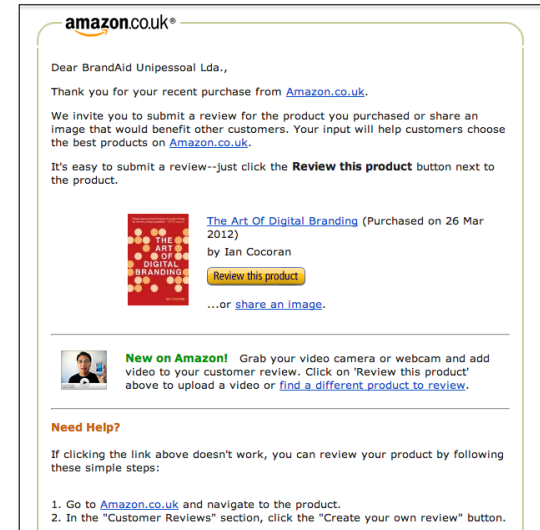 amazon.co.uk®
Dear BrandAid Unipessoal Lda.,
Thank you for your recent purchase from Amazon.co.uk.
We invite you to submit a review for the product you purchased or share an
image that would benefit other customers. Your input will help customers choose
the best products on Amazon.co.uk.
It's easy to submit a review--just click the Review this product button next to
the product.
THE
ART
OF
DIGITAL
BRANDING
The Art Of Digital Branding (Purchased on 26 Mar
2012)
by Ian Cocoran
Review this product
...or share an image.
New on Amazon! Grab your video camera or webcam and add
video to your customer review. Click on 'Review this product'
above to upload a video or find a different product to review.
Need Help?
If clicking the link above doesn't work, you can review your product by following
these simple steps:
1. Go to Amazon.co.uk and navigate to the product.
2. In the "Customer Reviews" section, click the "Create your own review" button.